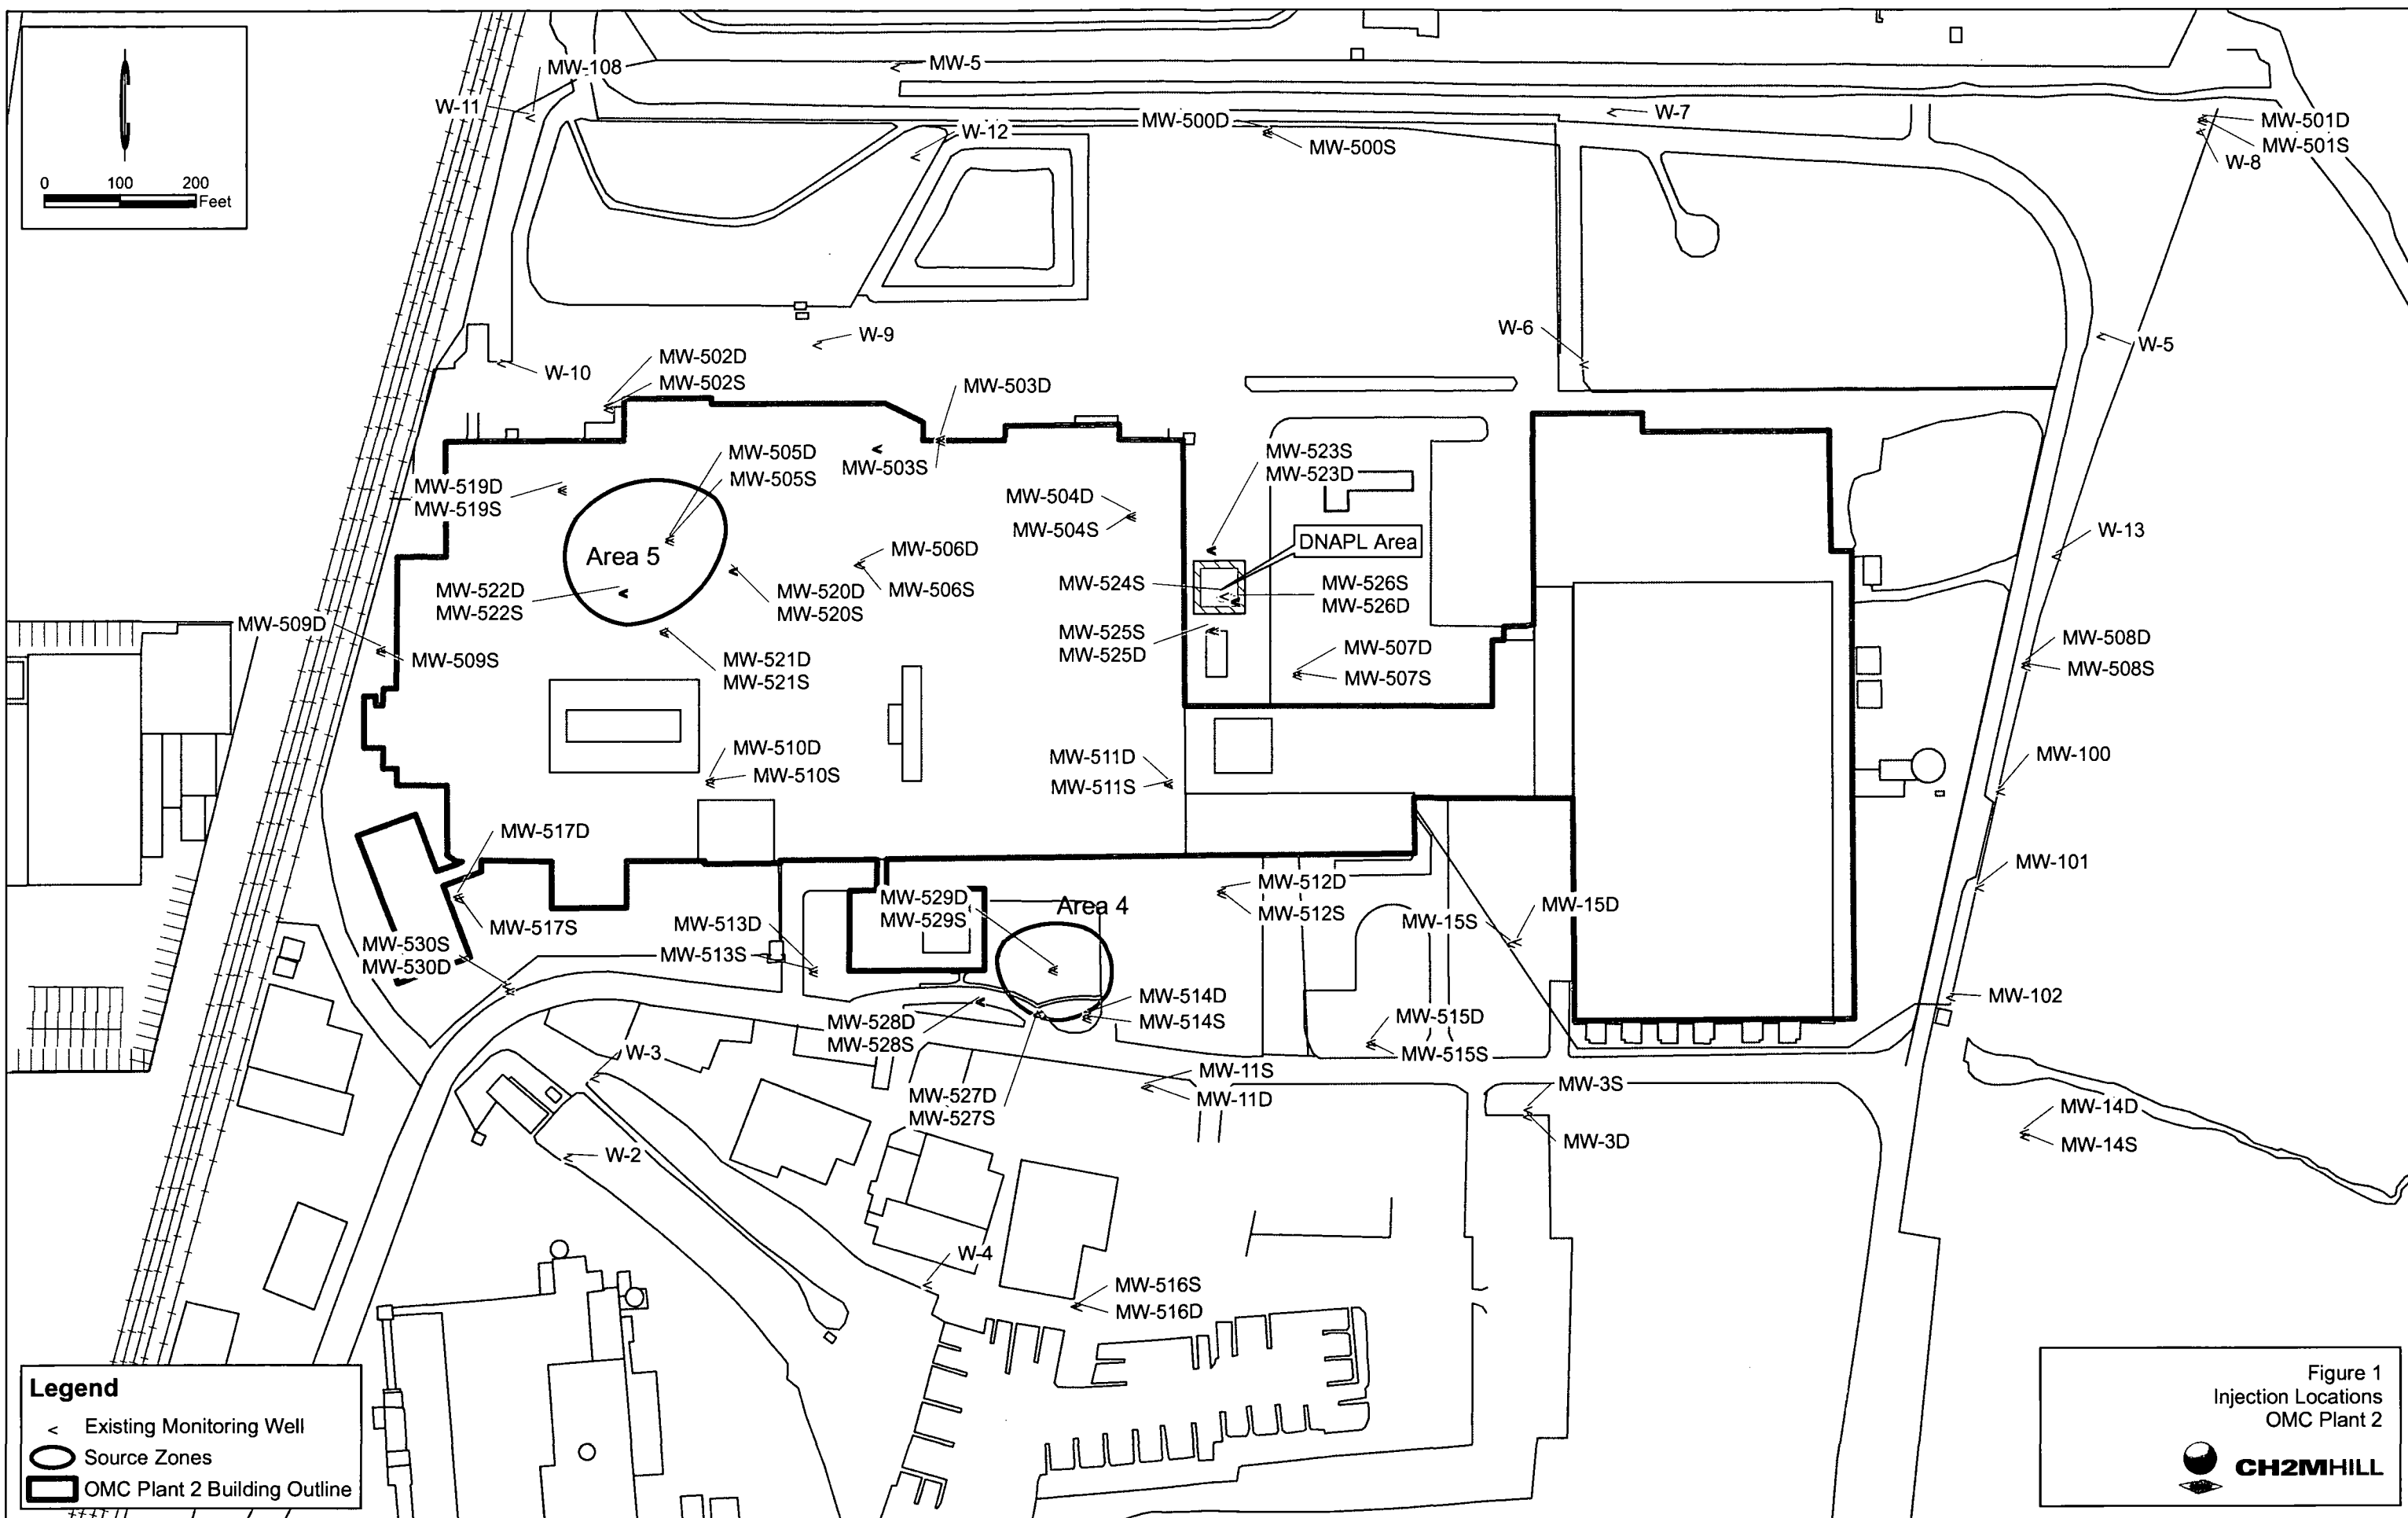 0 100 200
Feet
MW-108
W-11
MW-5
W-12
MW-500D
MW-500S
W-7
MW-501D
MW-501S
W-8
W-9
W-6
W-5
W-10
MW-502D
MW-502S
MW-503D
MW-503S
MW-505D
MW-505S
MW-519D
MW-519S
MW-504D
MW-504S
MW-523S
MW-523D
DNAPL Area
W-13
Area 5
MW-506D
MW-506S
MW-522D
MW-522S
MW-520D
MW-520S
MW-524S
MW-526S
MW-526D
MW-509D
MW-509S
MW-521D
MW-521S
MW-525S
MW-525D
MW-507D
MW-507S
MW-508D
MW-508S
MW-510D
MW-510S
MW-511D
MW-511S
MW-100
MW-517D
MW-517S
MW-101
MW-529D
MW-529S
Area 4
MW-512D
MW-512S
MW-15S
MW-15D
MW-513D
MW-513S
MW-530S
MW-530D
MW-102
MW-514D
MW-514S
MW-528D
MW-528S
MW-515D
MW-515S
W-3
MW-11S
MW-11D
MW-527D
MW-527S
MW-3S
MW-3D
MW-14D
MW-14S
W-2
W-4
MW-516S
MW-516D
Legend
< Existing Monitoring Well
Source Zones
OMC Plant 2 Building Outline
Figure 1
Injection Locations
OMC Plant 2
CH2MHILL